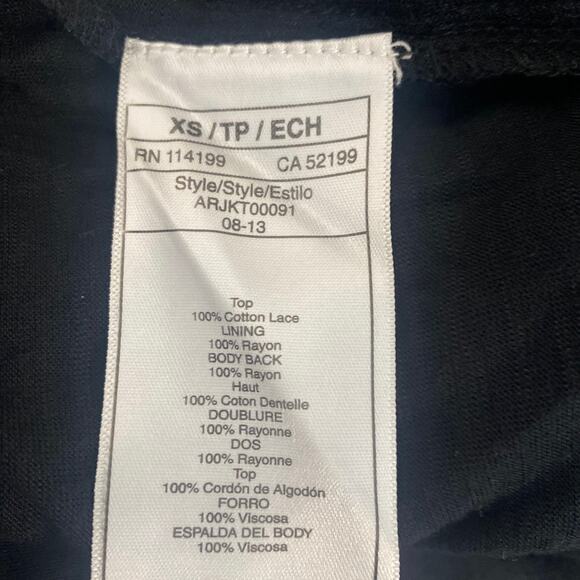 XS / TP / ECH
RN 114199 CA 52199
Style/Style/Estilo
ARJKT00091
08-13
Top
100% Cotton Lace
LINING
100% Rayon
BODY BACK
100% Rayon
Haut
100% Coton Dentelle
DOUBLURE
100% Rayonne
DOS
100% Rayonne
Top
100% Cordón de Algodón
FORRO
100% Viscosa
ESPALDA DEL BODY
100% Viscosa